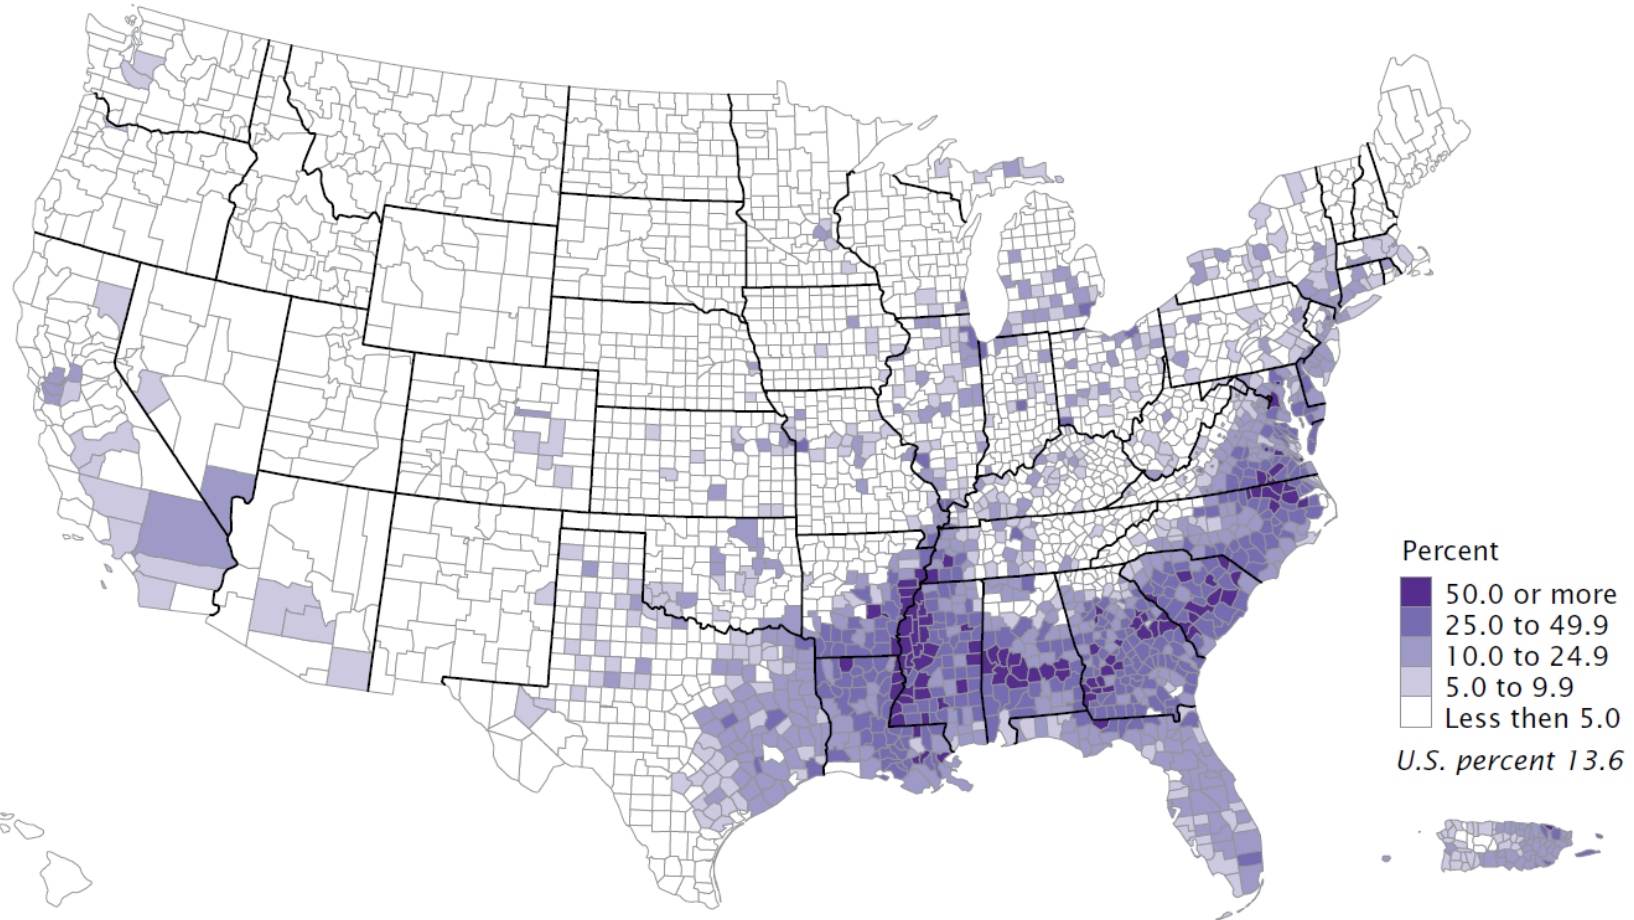 Percent
50.0 or more
25.0 to 49.9
10.0 to 24.9
5.0 to 9.9
Less then 5.0
U.S. percent 13.6